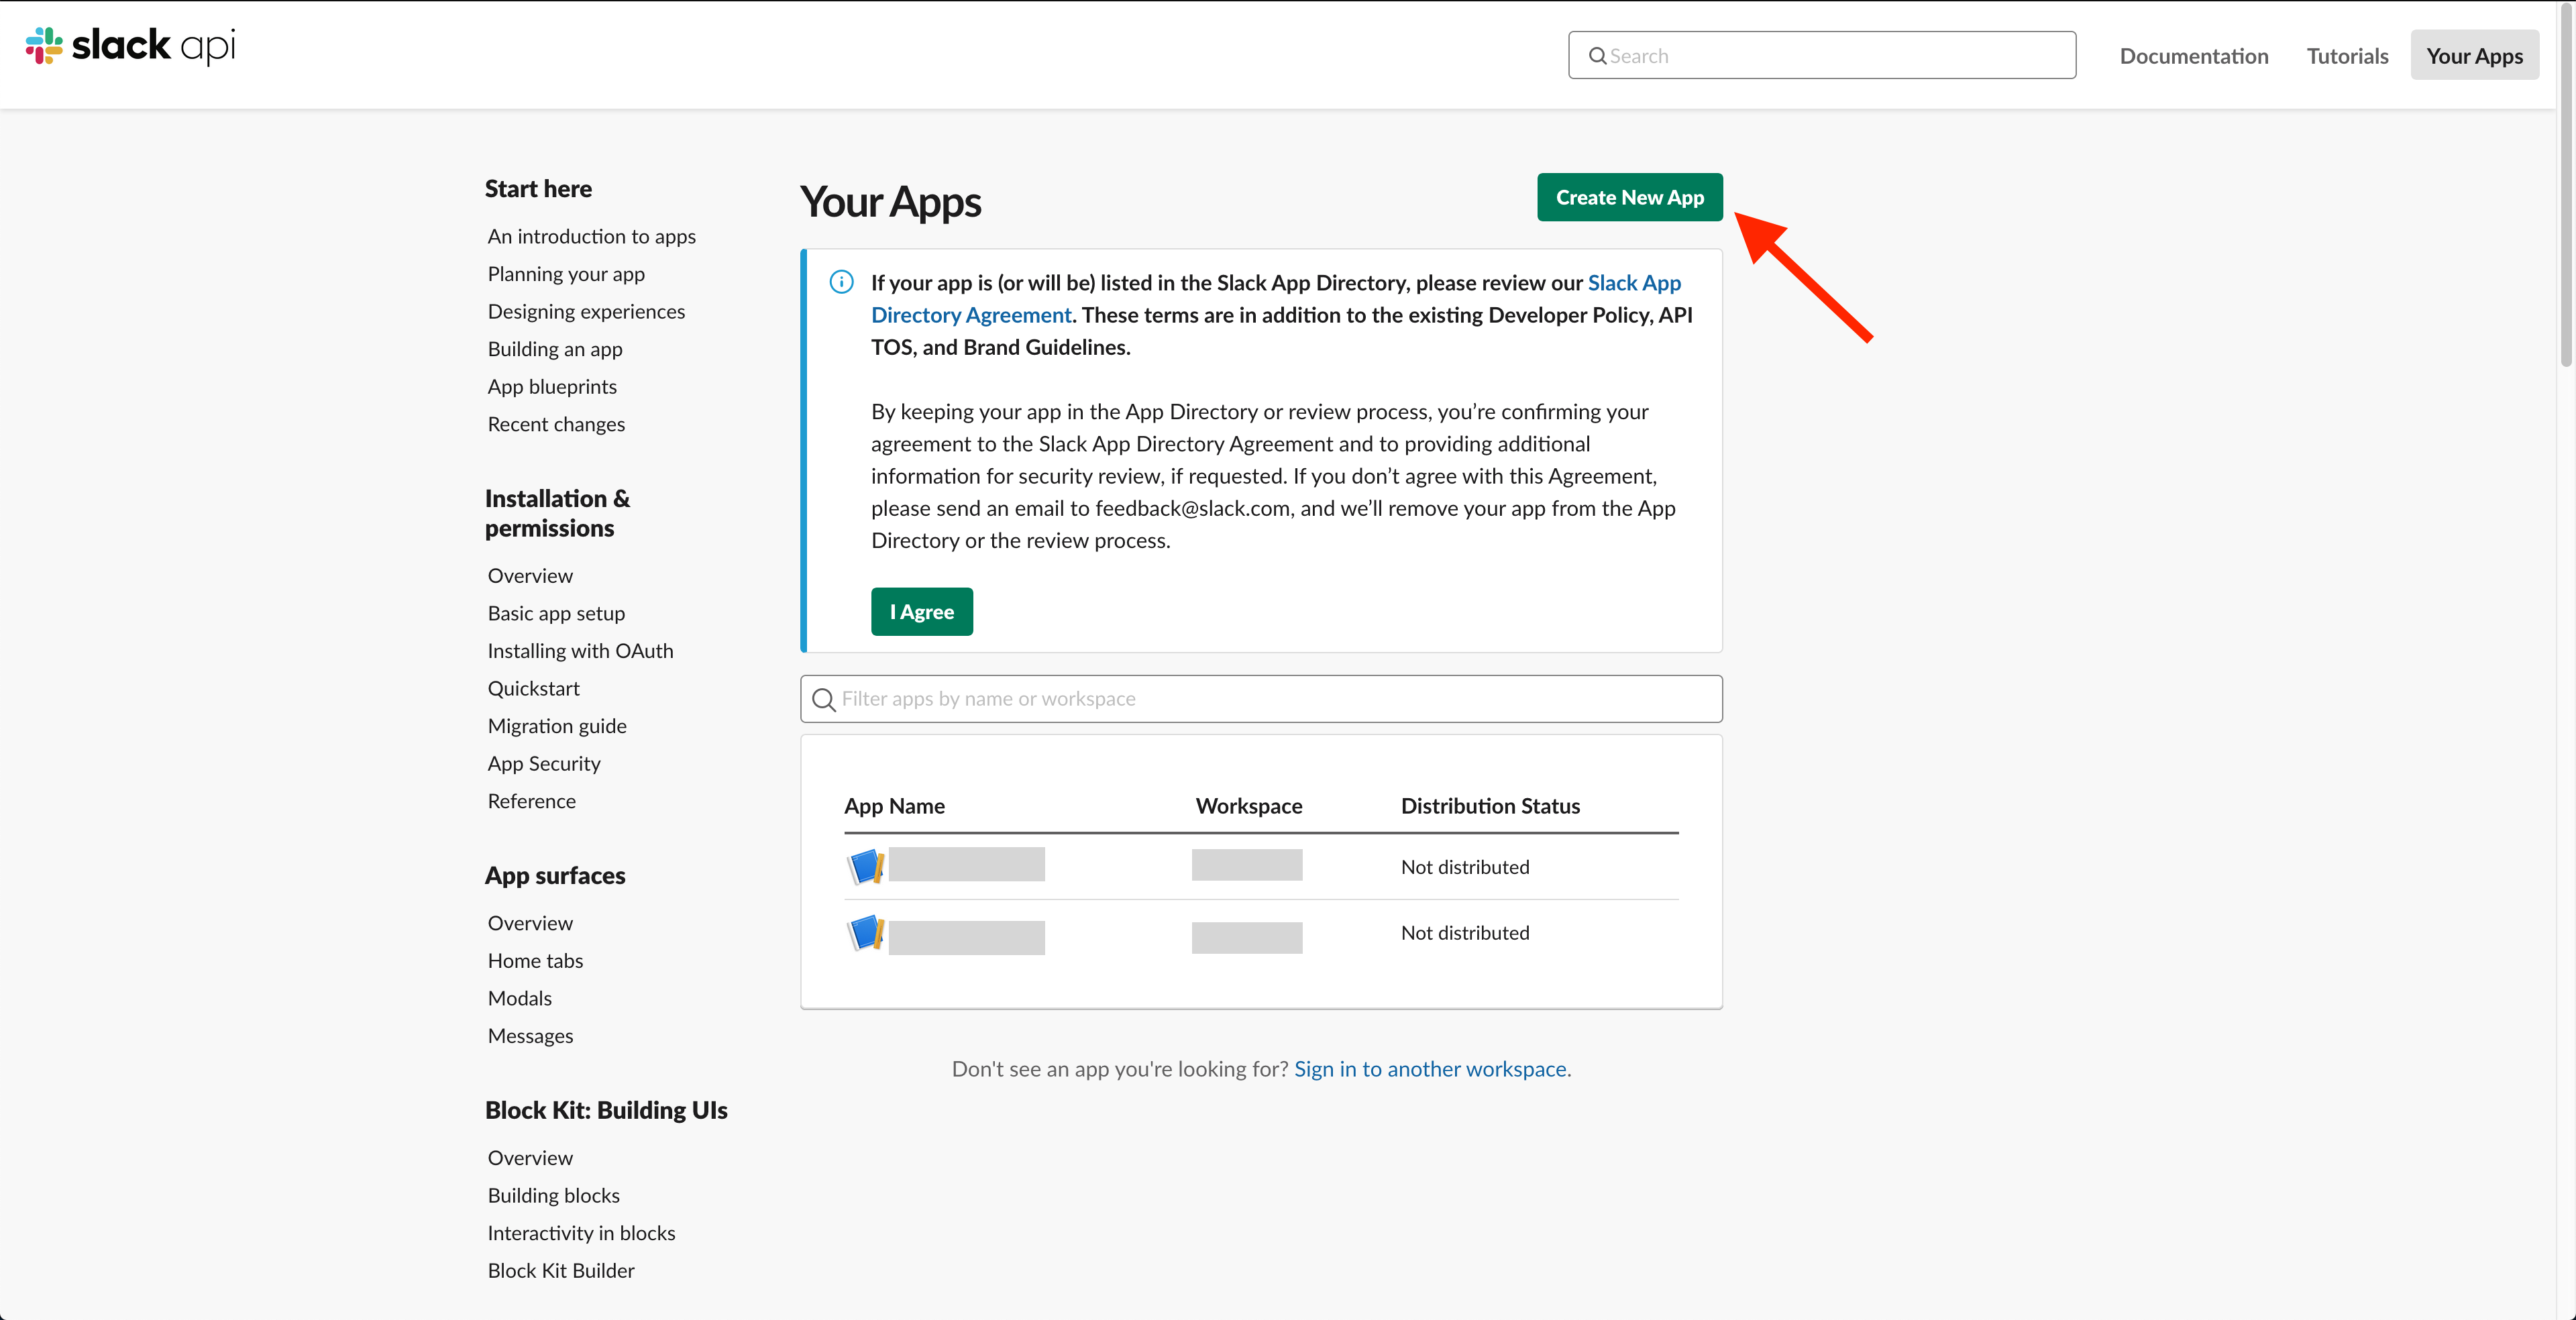 slack api
Search
Documentation
Tutorials
Your Apps
Start here
An introduction to apps
Planning your app
Designing experiences
Building an app
App blueprints
Recent changes
Installation &
permissions
Overview
Basic app setup
Installing with OAuth
Quickstart
Migration guide
App Security
Reference
App surfaces
Overview
Home tabs
Modals
Messages
Block Kit: Building UIs
Overview
Building blocks
Interactivity in blocks
Block Kit Builder
Your Apps
Create New App
If your app is (or will be) listed in the Slack App Directory, please review our Slack App
Directory Agreement. These terms are in addition to the existing Developer Policy, API
TOS, and Brand Guidelines.
By keeping your app in the App Directory or review process, you’re confirming your
agreement to the Slack App Directory Agreement and to providing additional
information for security review, if requested. If you don’t agree with this Agreement,
please send an email to feedback@slack.com, and we’ll remove your app from the App
Directory or the review process.
I Agree
Filter apps by name or workspace
App Name Workspace Distribution Status
Not distributed
Not distributed
Don't see an app you're looking for? Sign in to another workspace.